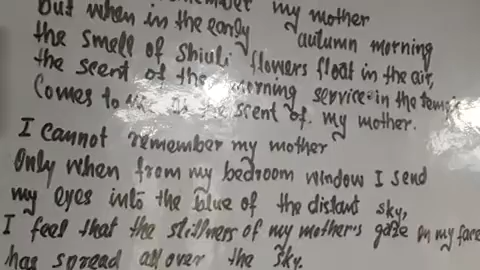 remember my mother
but when in the early autumn morning
the smell of Shiuli flowers float in the air,
the scent of the morning service in the temple
Comes to as the scent of my mother.
I cannot remember my mother
Only when from my bedroom window I send
my eyes into the blue of the distant sky,
I feel that the stillness of my mother's gaze on my face
has spread all over the sky.